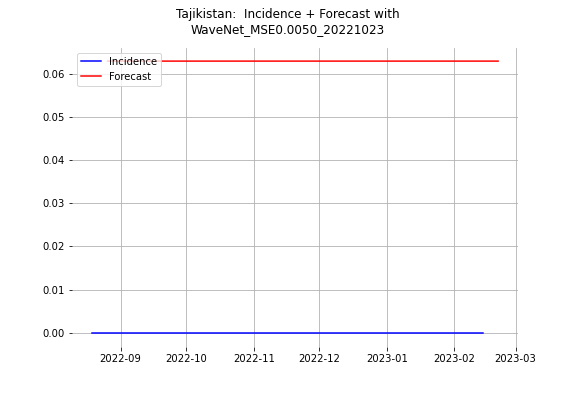 Tajikistan:  Incidence + Forecast with
WaveNet_MSE0.0050_20221023
Incidence
Forecast
0.06
0.05
0.04
0.03
0.02
0.01
0.00
2022-09 2022-10 2022-11 2022-12 2023-01 2023-02 2023-03